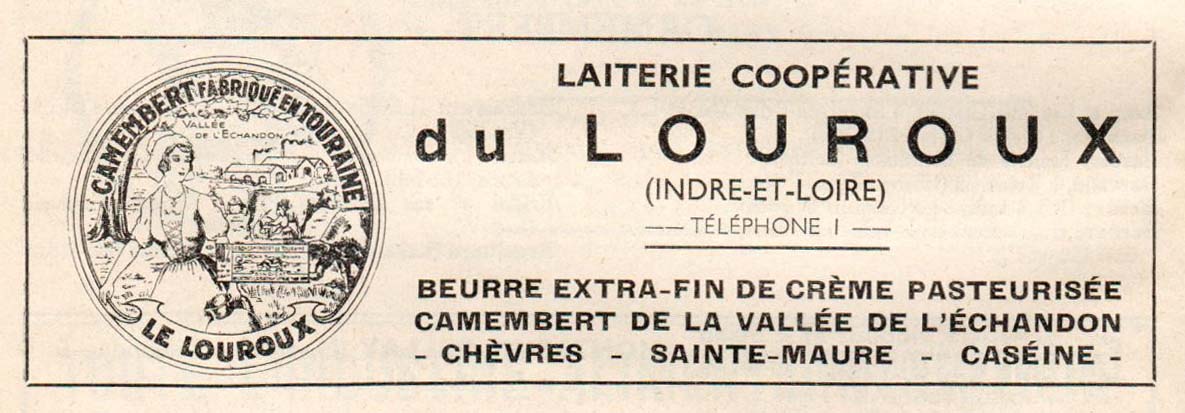 CAMEMBERT FABRIQUÉ EN TOURAINE
VALLÉE
DE L'ÉCHANDON
LE LOUROUX
LAITERIE COOPÉRATIVE
du LOUROUX
(INDRE-ET-LOIRE)
— TÉLÉPHONE 1 —
BEURRE EXTRA-FIN DE CRÈME PASTEURISÉE
CAMEMBERT DE LA VALLÉE DE L'ÉCHANDON
- CHÈVRES - SAINTE-MAURE - CASÉINE -